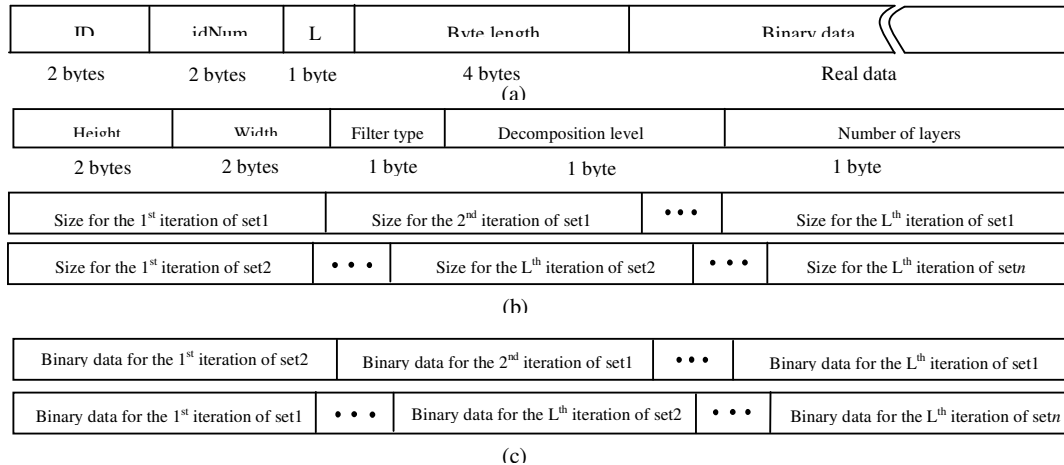 ID idNum L Byte length Binary data
2 bytes 2 bytes 1 byte 4 bytes Real data
(a)
Height Width Filter type Decomposition level Number of layers
2 bytes 2 bytes 1 byte 1 byte 1 byte
Size for the 1st iteration of set1 Size for the 2nd iteration of set1 • • • Size for the Lth iteration of set1
Size for the 1st iteration of set2 • • • Size for the Lth iteration of set2 • • • Size for the Lth iteration of setn
(b)
Binary data for the 1st iteration of set2 Binary data for the 2nd iteration of set1 • • • Binary data for the Lth iteration of set1
Binary data for the 1st iteration of set1 • • • Binary data for the Lth iteration of set2 • • • Binary data for the Lth iteration of setn
(c)